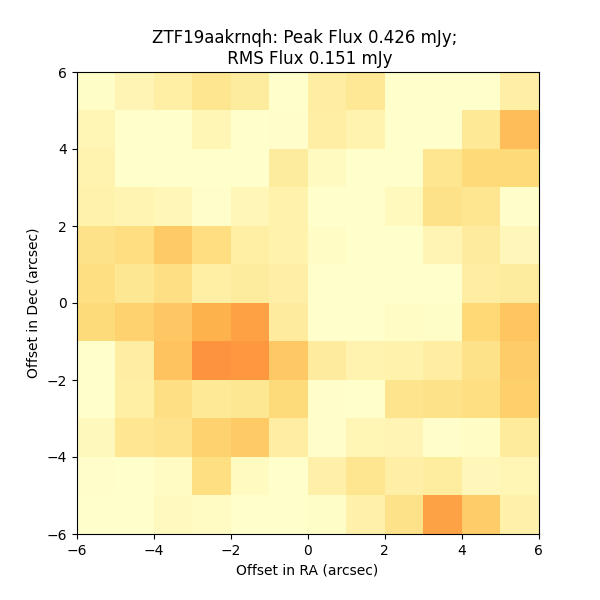 ZTF19aakrnqh: Peak Flux 0.426 mJy;
RMS Flux 0.151 mJy
6
4
2
0
−2
−4
−6
Offset in Dec (arcsec)
−6 −4 −2 0 2 4 6
Offset in RA (arcsec)